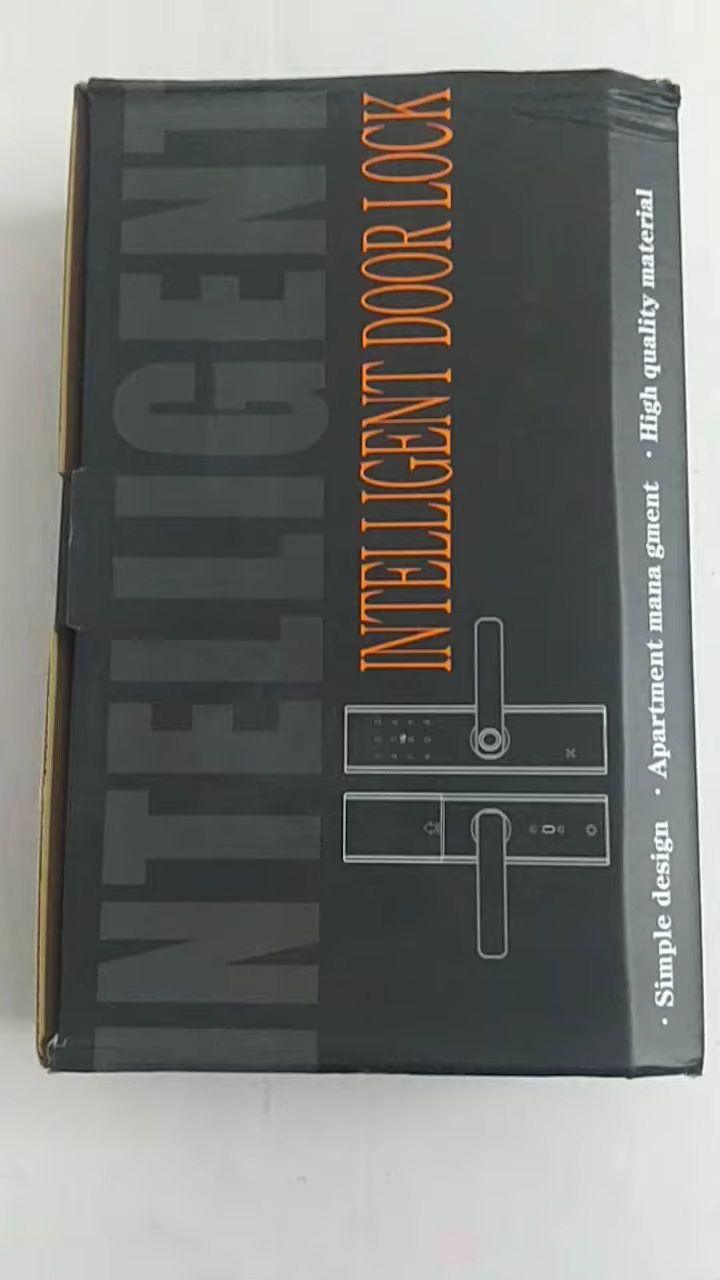 INTELLIGENT
INTELLIGENT DOOR LOCK
· Simple design · Apartment mana gment · High quality material